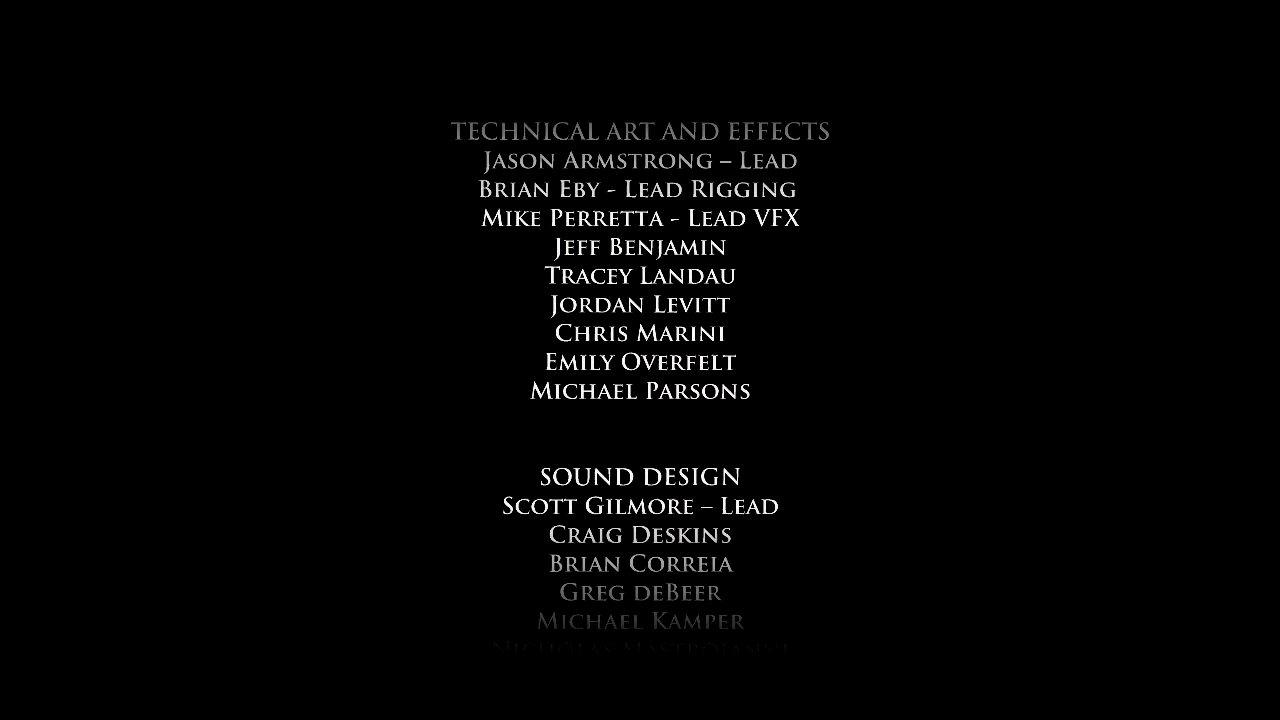 TECHNICAL ART AND EFFECTS
JASON ARMSTRONG – LEAD
BRIAN EBY - LEAD RIGGING
MIKE PERRETTA - LEAD VFX
JEFF BENJAMIN
TRACEY LANDAU
JORDAN LEVITT
CHRIS MARINI
EMILY OVERFELT
MICHAEL PARSONS
SOUND DESIGN
SCOTT GILMORE – LEAD
CRAIG DESKINS
BRIAN CORREIA
GREG deBEER
MICHAEL KAMPER